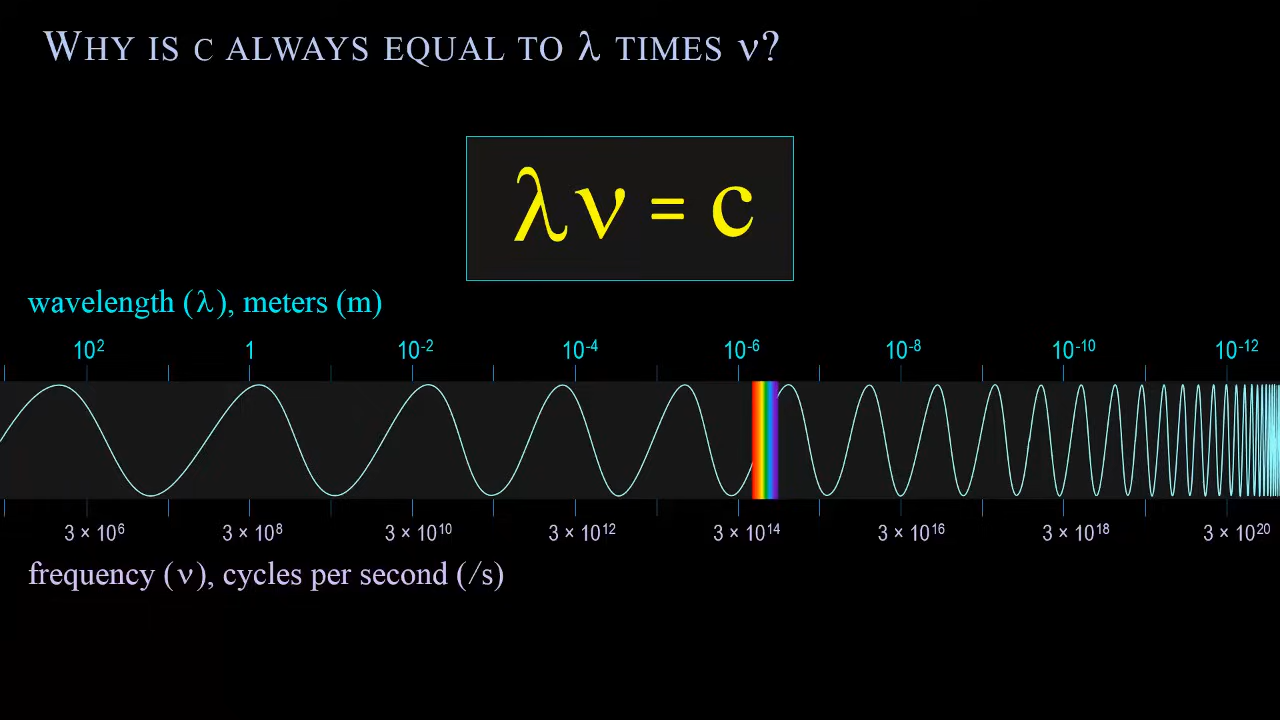 WHY IS C ALWAYS EQUAL TO λ TIMES ν?
λ ν = c
wavelength (λ), meters (m)
10² 1 10⁻² 10⁻⁴ 10⁻⁶ 10⁻⁸ 10⁻¹⁰ 10⁻¹²
3 × 10⁶ 3 × 10⁸ 3 × 10¹⁰ 3 × 10¹² 3 × 10¹⁴ 3 × 10¹⁶ 3 × 10¹⁸ 3 × 10²⁰
frequency (ν), cycles per second (/s)